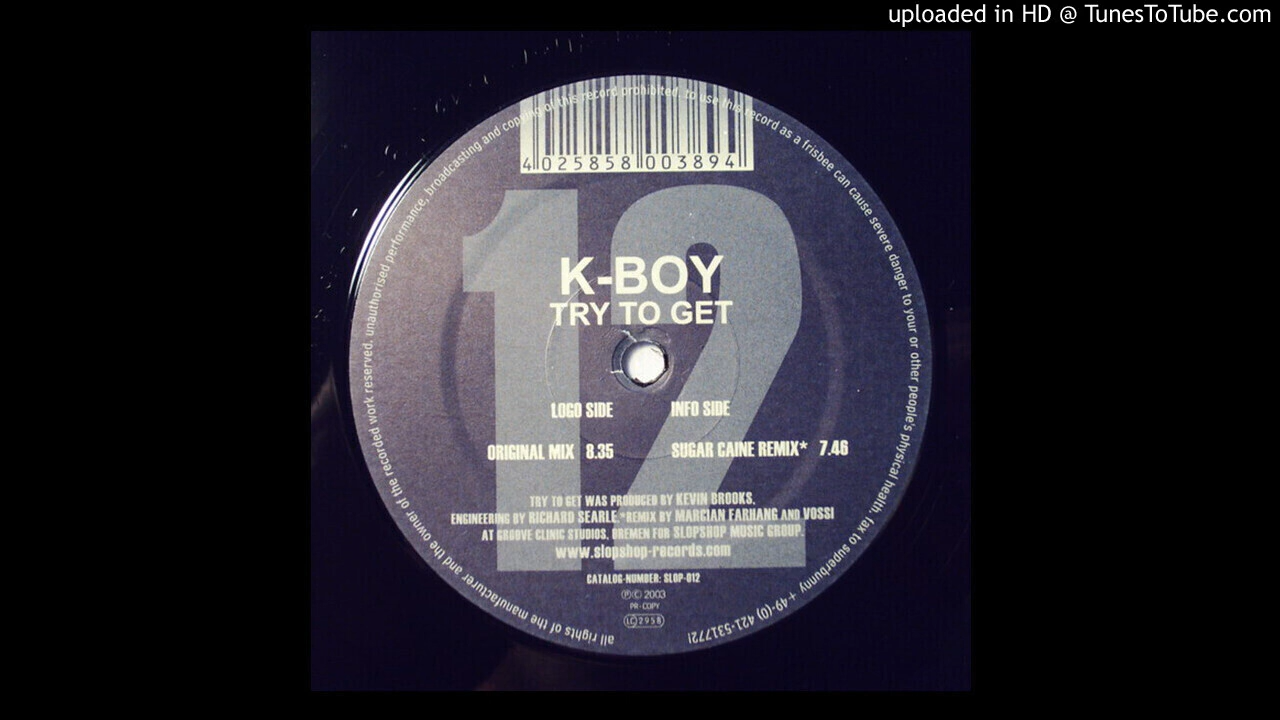 uploaded in HD @ TunesToTube.com
all rights of the manufacturer and the owner of the recorded work reserved. unauthorised performance, broadcasting and copying of this record prohibited. to use this record as a frisbee can cause severe danger to your or other people's physical health. fax to superbunny +49-(0) 421-531772!
4 025858 003894
12
K-BOY
TRY TO GET
LOGO SIDE INFO SIDE
ORIGINAL MIX 8.35 SUGAR CAINE REMIX* 7.46
TRY TO GET WAS PRODUCED BY KEVIN BROOKS.
ENGINEERING BY RICHARD SEARLE. *REMIX BY MARCIAN FARHANG AND VOSSI
AT GROOVE CLINIC STUDIOS, BREMEN FOR SLOPSHOP MUSIC GROUP.
www.slopshop-records.com
CATALOG-NUMBER: SLOP-012
℗© 2003
PR-COPY
LC 2958